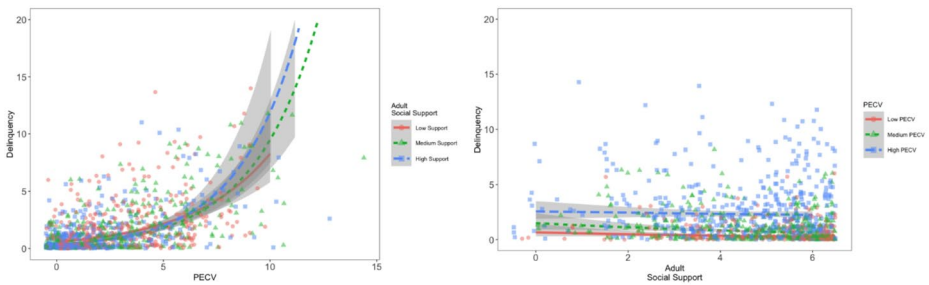 20
15
10
5
0
Delinquency
0
5
10
15
PECV
Adult
Social Support
Low Support
Medium Support
High Support
20
15
10
5
0
Delinquency
0
2
4
6
Adult
Social Support
PECV
Low PECV
Medium PECV
High PECV